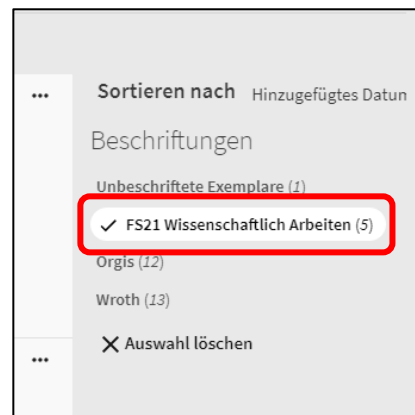 Sortieren nach Hinzugefügtes Datun
Beschriftungen
Unbeschriftete Exemplare (1)
FS21 Wissenschaftlich Arbeiten (5)
Orgis (12)
Wroth (13)
Auswahl löschen